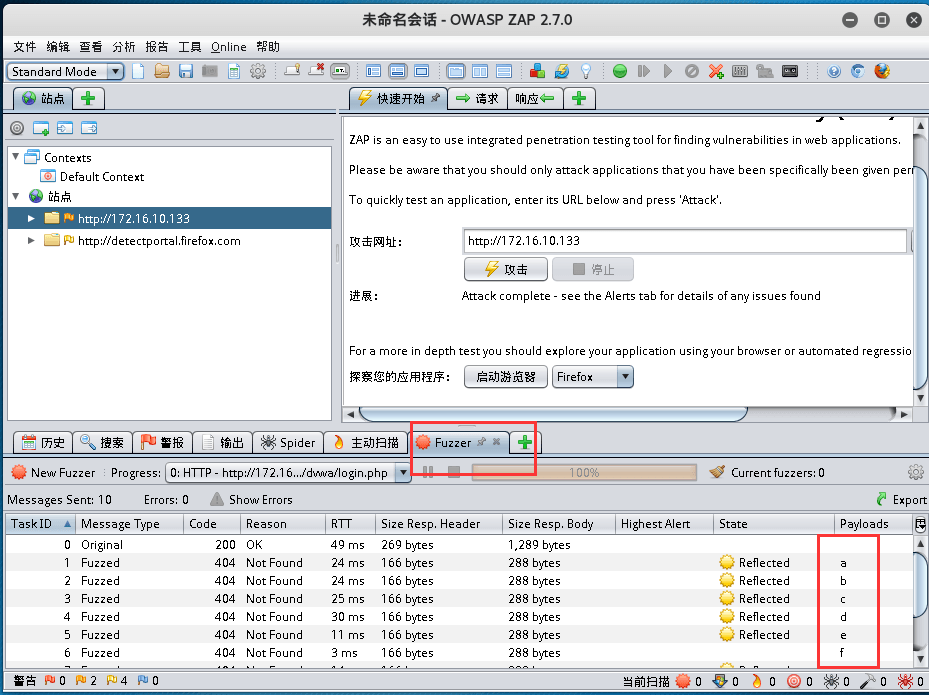 未命名会话 - OWASP ZAP 2.7.0
文件 编辑 查看 分析 报告 工具 Online 帮助
Standard Mode
站点
快速开始 请求 响应
Contexts
Default Context
站点
http://172.16.10.133
http://detectportal.firefox.com
ZAP is an easy to use integrated penetration testing tool for finding vulnerabilities in web applications.
Please be aware that you should only attack applications that you have been specifically been given perr
To quickly test an application, enter its URL below and press 'Attack'.
攻击网址: http://172.16.10.133
攻击 停止
进展: Attack complete - see the Alerts tab for details of any issues found
For a more in depth test you should explore your application using your browser or automated regressio
探察您的应用程序: 启动游览器 Firefox
历史 搜索 警报 输出 Spider 主动扫描 Fuzzer
New Fuzzer Progress: 0: HTTP - http://172.16.../dvwa/login.php 100% Current fuzzers: 0
Messages Sent: 10 Errors: 0 Show Errors Export
Task ID Message Type Code Reason RTT Size Resp. Header Size Resp. Body Highest Alert State Payloads
0 Original 200 OK 49 ms 269 bytes 1,289 bytes
1 Fuzzed 404 Not Found 24 ms 166 bytes 288 bytes Reflected a
2 Fuzzed 404 Not Found 24 ms 166 bytes 288 bytes Reflected b
3 Fuzzed 404 Not Found 25 ms 166 bytes 288 bytes Reflected c
4 Fuzzed 404 Not Found 30 ms 166 bytes 288 bytes Reflected d
5 Fuzzed 404 Not Found 11 ms 166 bytes 288 bytes Reflected e
6 Fuzzed 404 Not Found 3 ms 166 bytes 288 bytes f
警告 0 2 4 0 当前扫描 0 0 0 0 0 0 0